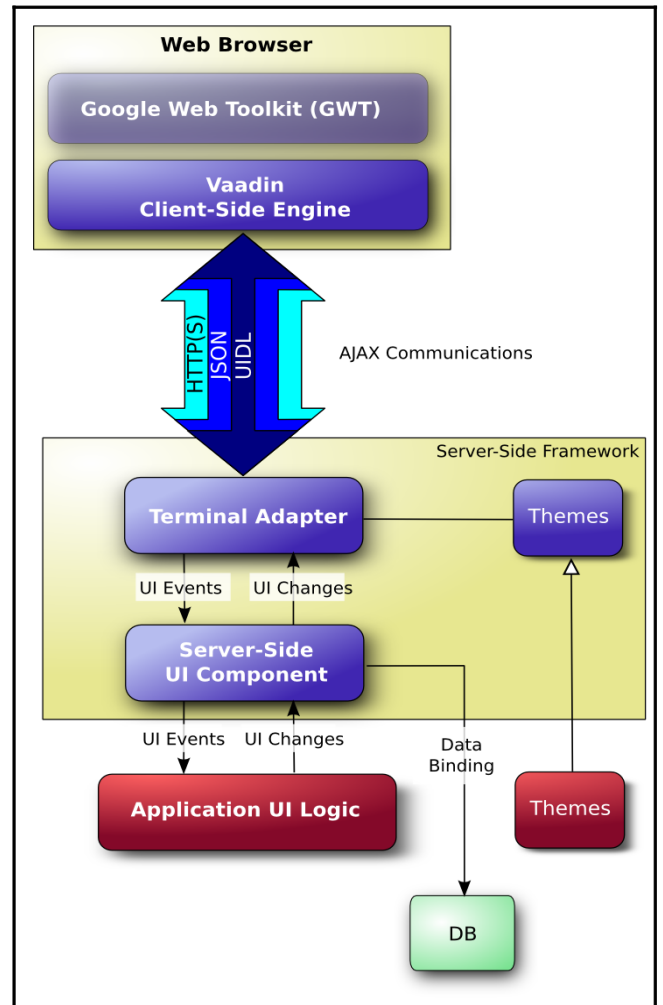 Web Browser
Google Web Toolkit (GWT)
Vaadin
Client-Side Engine
HTTP(S)
JSON
UIDL
AJAX Communications
Server-Side Framework
Terminal Adapter
Themes
UI Events
UI Changes
Server-Side
UI Component
UI Events
UI Changes
Data
Binding
Application UI Logic
Themes
DB